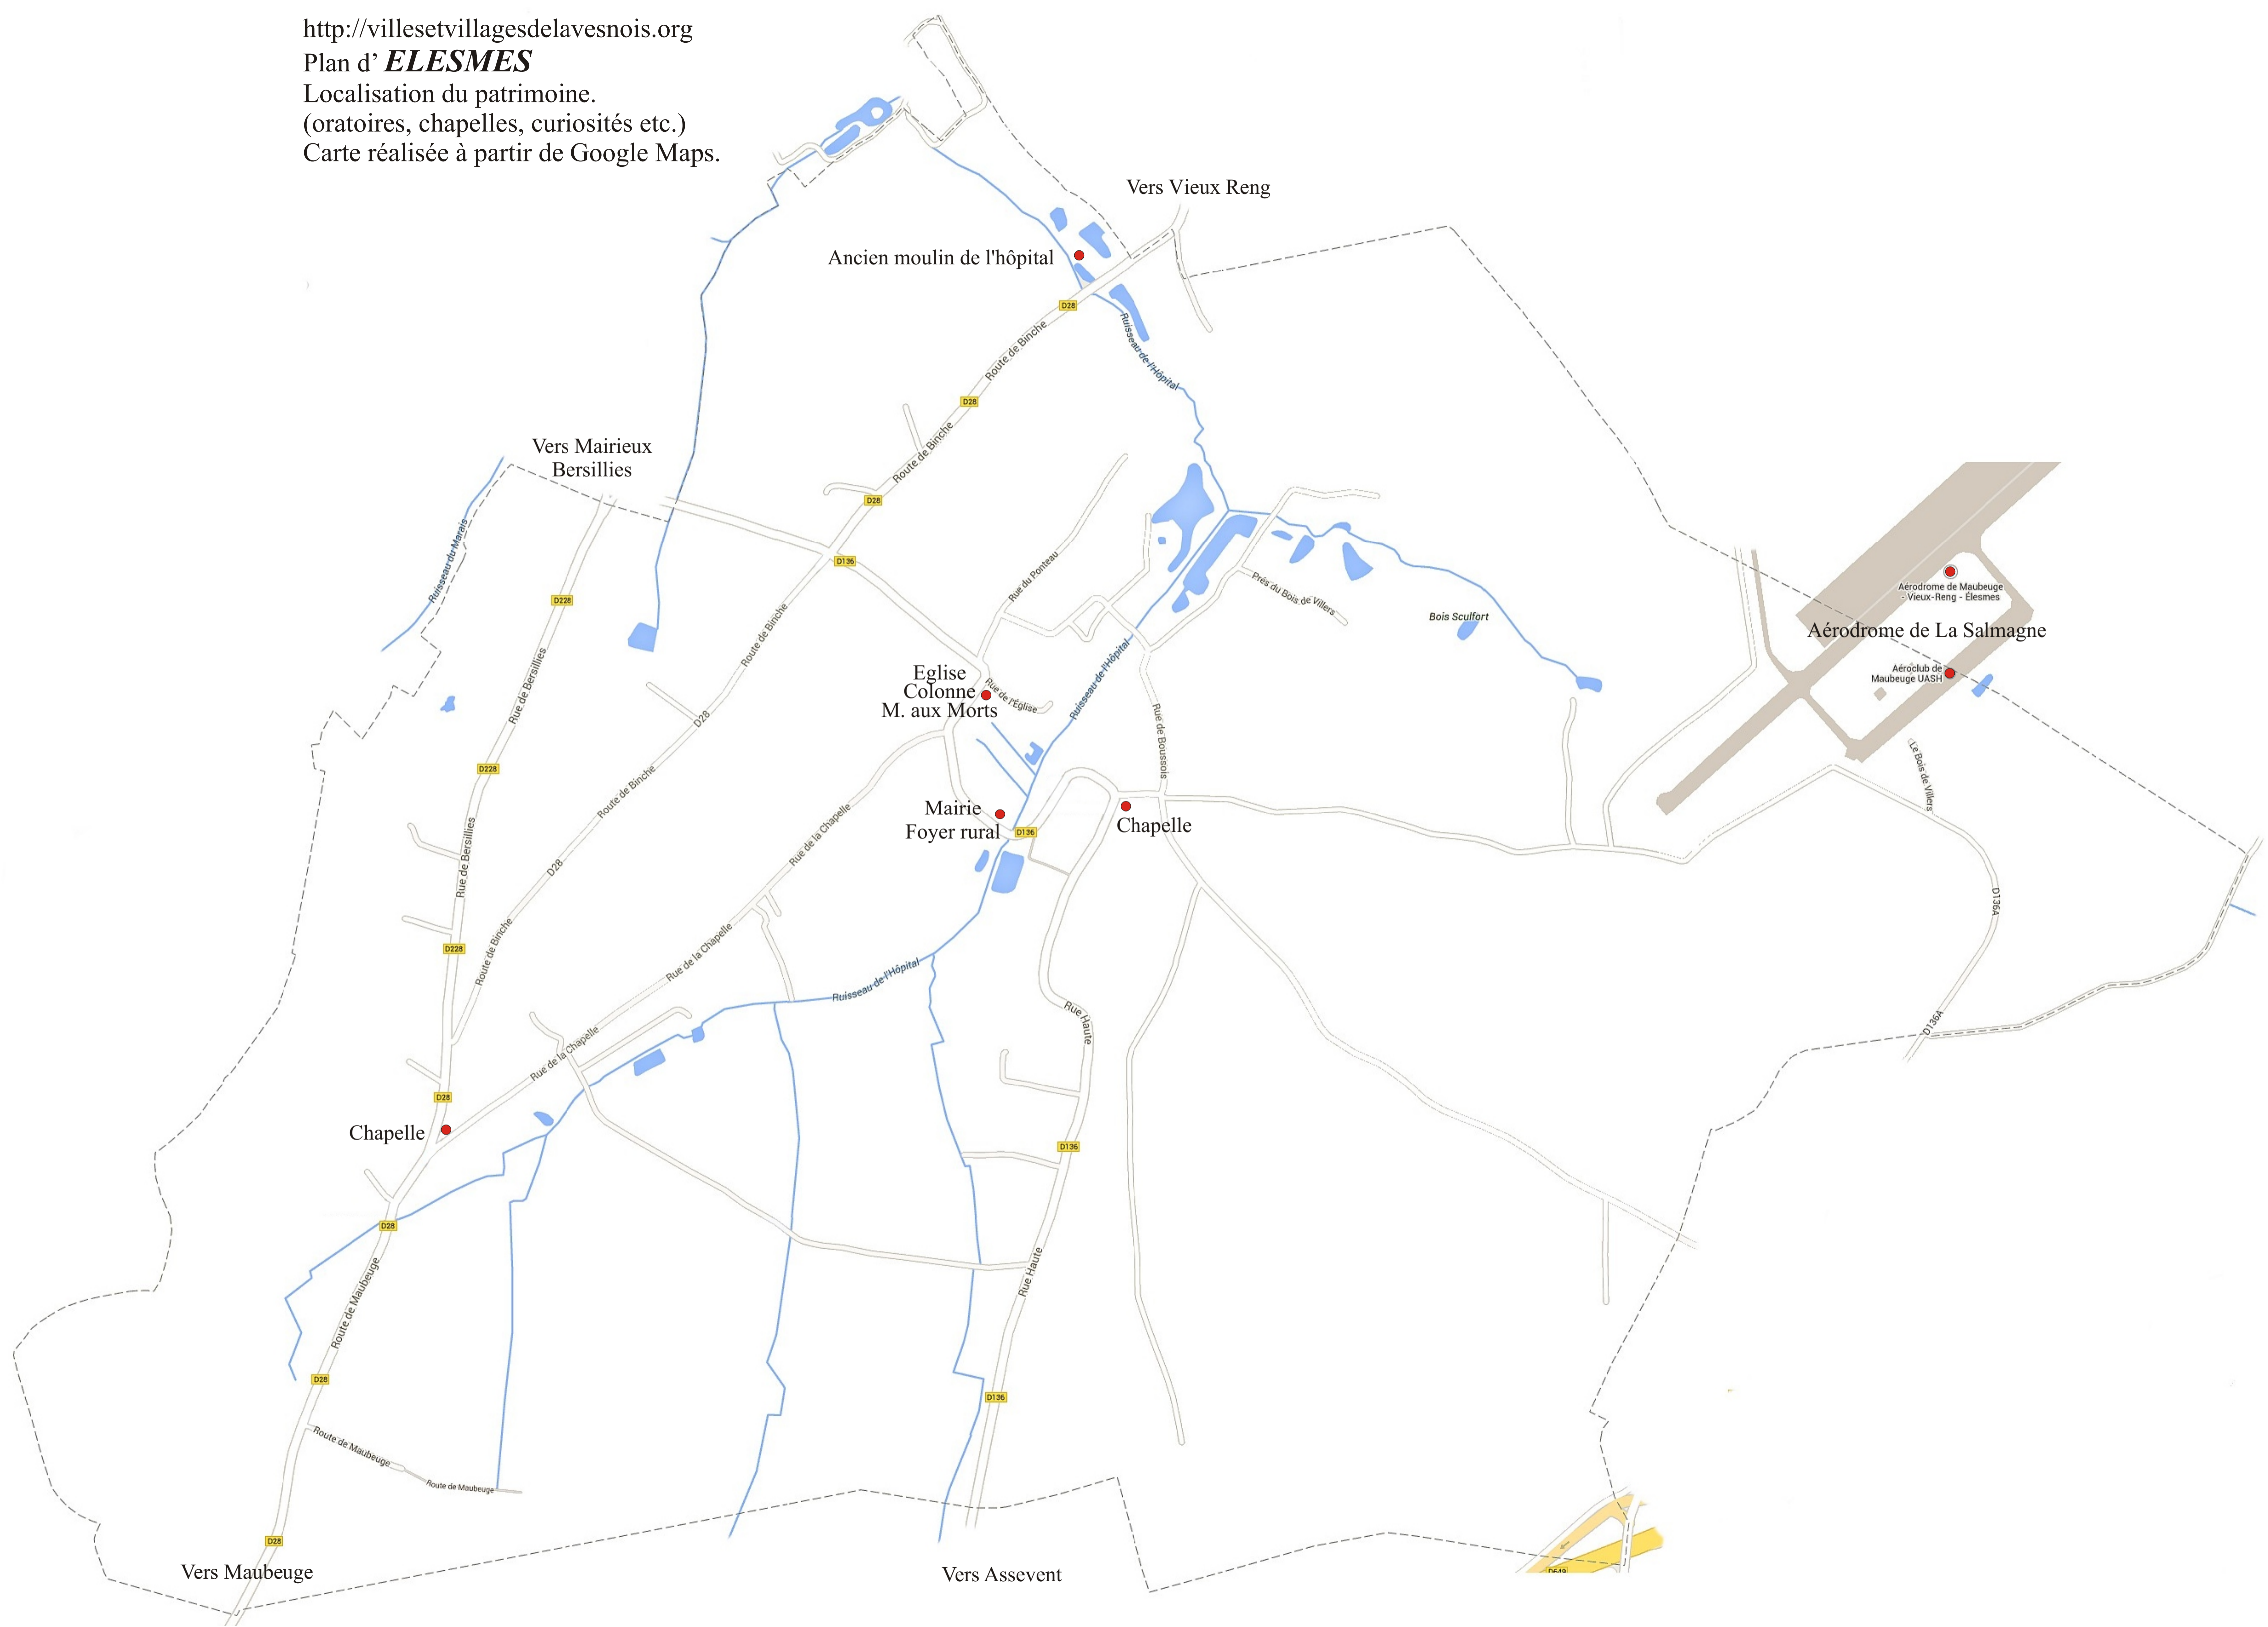 http://villesetvillagesdelavesnois.org
Plan d’ ELESMES
Localisation du patrimoine.
(oratoires, chapelles, curiosités etc.)
Carte réalisée à partir de Google Maps.
Vers Vieux Reng
Ancien moulin de l'hôpital
D28
Route de Binche
Ruisseau de l'Hôpital
D28
Route de Binche
Vers Mairieux
Bersillies
D28
Ruisseau du Marais
D136
Rue du Ponteau
Prés du Bois de Villers
Bois Sculfort
Aérodrome de Maubeuge
- Vieux-Reng - Élesmes
Aérodrome de La Salmagne
Aéroclub de
Maubeuge UASH
D228
Route de Binche
Rue de Bersillies
Eglise
Colonne
M. aux Morts
Rue de l'Église
Ruisseau de l'Hôpital
Rue de Boussois
D28
D228
Route de Binche
Le Bois de Villers
Mairie
Foyer rural
D136
Chapelle
Rue de la Chapelle
Rue de Bersillies
D28
D136A
D228
Route de Binche
Rue de la Chapelle
Ruisseau de l'Hôpital
Rue Haute
D136A
Rue de la Chapelle
D28
Chapelle
D136
D28
Route de Maubeuge
Rue Haute
D28
D136
Route de Maubeuge
Route de Maubeuge
D28
Vers Maubeuge
Vers Assevent
D649